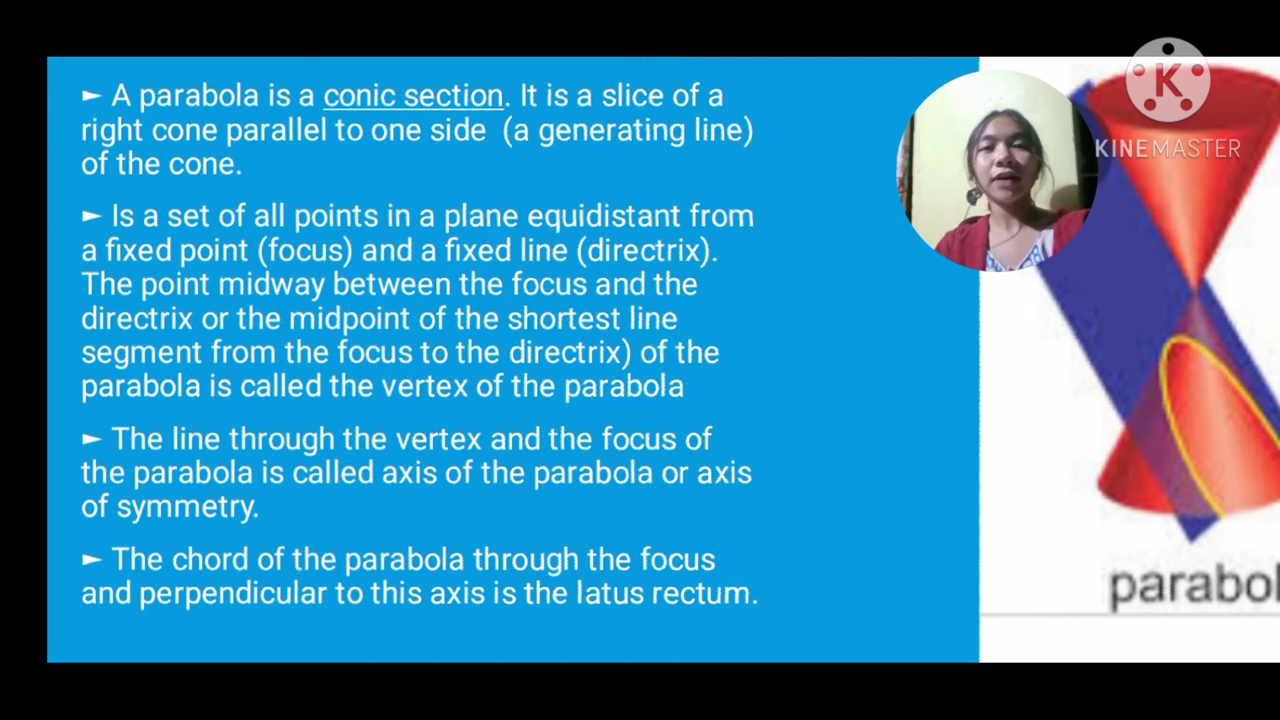 ► A parabola is a conic section. It is a slice of a
right cone parallel to one side (a generating line)
of the cone.
► Is a set of all points in a plane equidistant from
a fixed point (focus) and a fixed line (directrix).
The point midway between the focus and the
directrix or the midpoint of the shortest line
segment from the focus to the directrix) of the
parabola is called the vertex of the parabola
► The line through the vertex and the focus of
the parabola is called axis of the parabola or axis
of symmetry.
► The chord of the parabola through the focus
and perpendicular to this axis is the latus rectum.
K
KINEMASTER
parabol